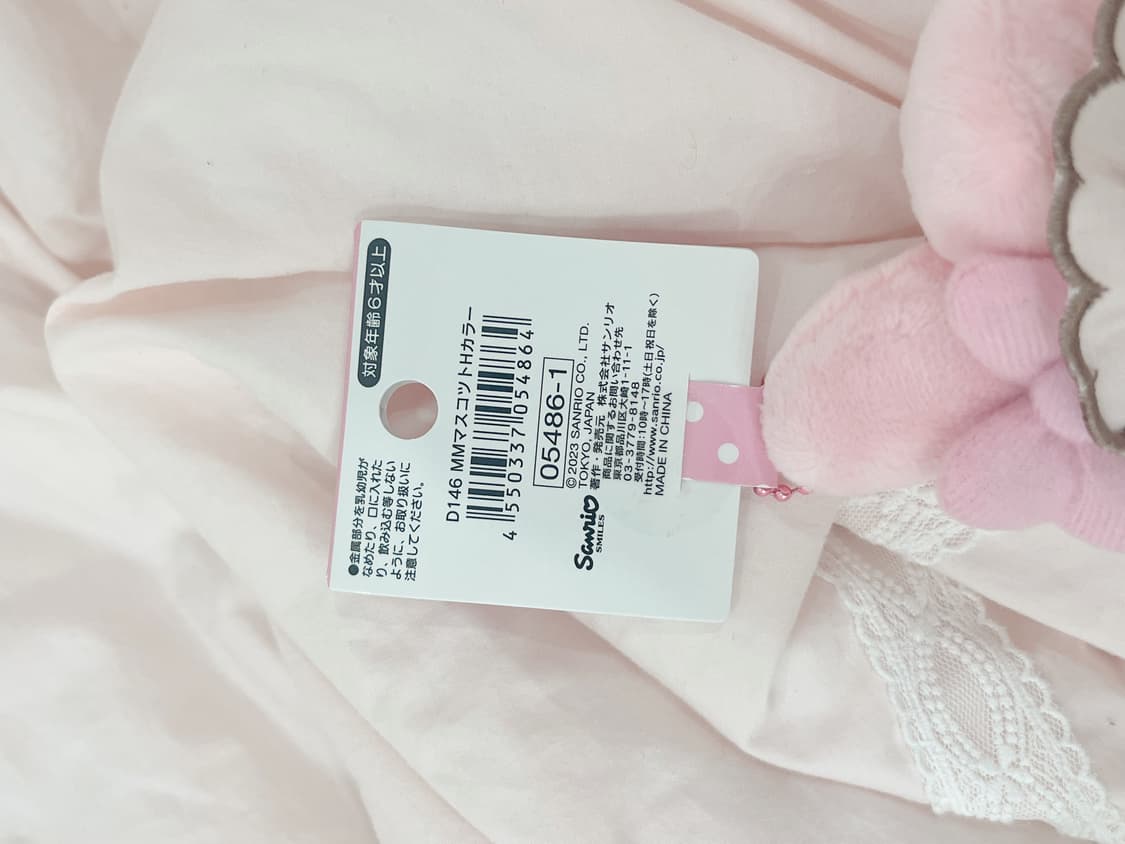 対象年齢6才以上
●金属部分を乳幼児が
なめたり、口に入れた
り、飲み込む等しない
ように、お取り扱いに
注意してください。
D146 MMマスコットHカラー
4 550337 054864
05486-1
©2023 SANRIO CO., LTD.
TOKYO, JAPAN
著作・発売元 株式会社サンリオ
商品に関するお問い合わせ先
東京都品川区大崎1-11-1
03-3779-8148
受付時間:10時〜17時(土日祝日を除く)
http://www.sanrio.co.jp/
MADE IN CHINA
Sanrio
SMILES